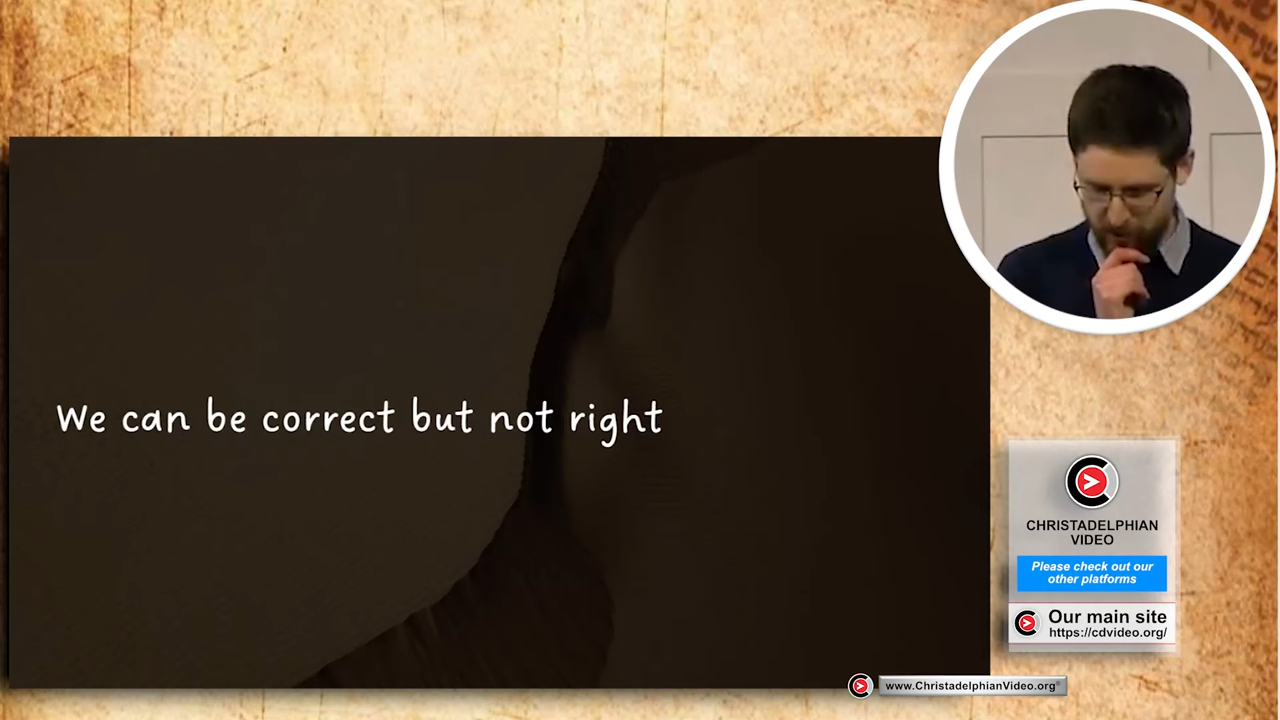 We can be correct but not right
CHRISTADELPHIAN
VIDEO
Please check out our
other platforms
Our main site
https://cdvideo.org/
www.ChristadelphianVideo.org